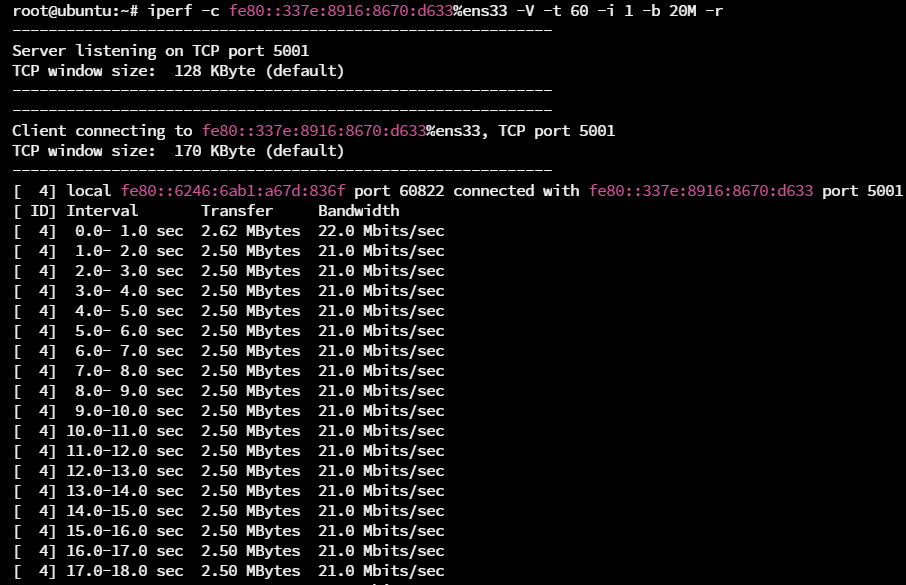 root@ubuntu:~# iperf -c fe80::337e:8916:8670:d633%ens33 -V -t 60 -i 1 -b 20M -r
------------------------------------------------------------
Server listening on TCP port 5001
TCP window size:  128 KByte (default)
------------------------------------------------------------
------------------------------------------------------------
Client connecting to fe80::337e:8916:8670:d633%ens33, TCP port 5001
TCP window size:  170 KByte (default)
------------------------------------------------------------
[  4] local fe80::6246:6ab1:a67d:836f port 60822 connected with fe80::337e:8916:8670:d633 port 5001
[ ID] Interval       Transfer     Bandwidth
[  4]  0.0- 1.0 sec  2.62 MBytes  22.0 Mbits/sec
[  4]  1.0- 2.0 sec  2.50 MBytes  21.0 Mbits/sec
[  4]  2.0- 3.0 sec  2.50 MBytes  21.0 Mbits/sec
[  4]  3.0- 4.0 sec  2.50 MBytes  21.0 Mbits/sec
[  4]  4.0- 5.0 sec  2.50 MBytes  21.0 Mbits/sec
[  4]  5.0- 6.0 sec  2.50 MBytes  21.0 Mbits/sec
[  4]  6.0- 7.0 sec  2.50 MBytes  21.0 Mbits/sec
[  4]  7.0- 8.0 sec  2.50 MBytes  21.0 Mbits/sec
[  4]  8.0- 9.0 sec  2.50 MBytes  21.0 Mbits/sec
[  4]  9.0-10.0 sec  2.50 MBytes  21.0 Mbits/sec
[  4] 10.0-11.0 sec  2.50 MBytes  21.0 Mbits/sec
[  4] 11.0-12.0 sec  2.50 MBytes  21.0 Mbits/sec
[  4] 12.0-13.0 sec  2.50 MBytes  21.0 Mbits/sec
[  4] 13.0-14.0 sec  2.50 MBytes  21.0 Mbits/sec
[  4] 14.0-15.0 sec  2.50 MBytes  21.0 Mbits/sec
[  4] 15.0-16.0 sec  2.50 MBytes  21.0 Mbits/sec
[  4] 16.0-17.0 sec  2.50 MBytes  21.0 Mbits/sec
[  4] 17.0-18.0 sec  2.50 MBytes  21.0 Mbits/sec